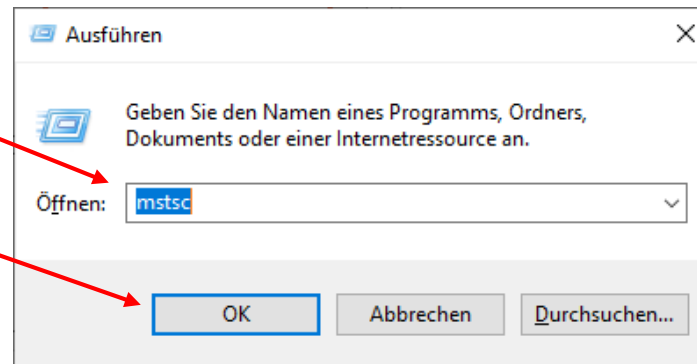 Ausführen
Geben Sie den Namen eines Programms, Ordners,
Dokuments oder einer Internetressource an.
Öffnen: mstsc
OK Abbrechen Durchsuchen...